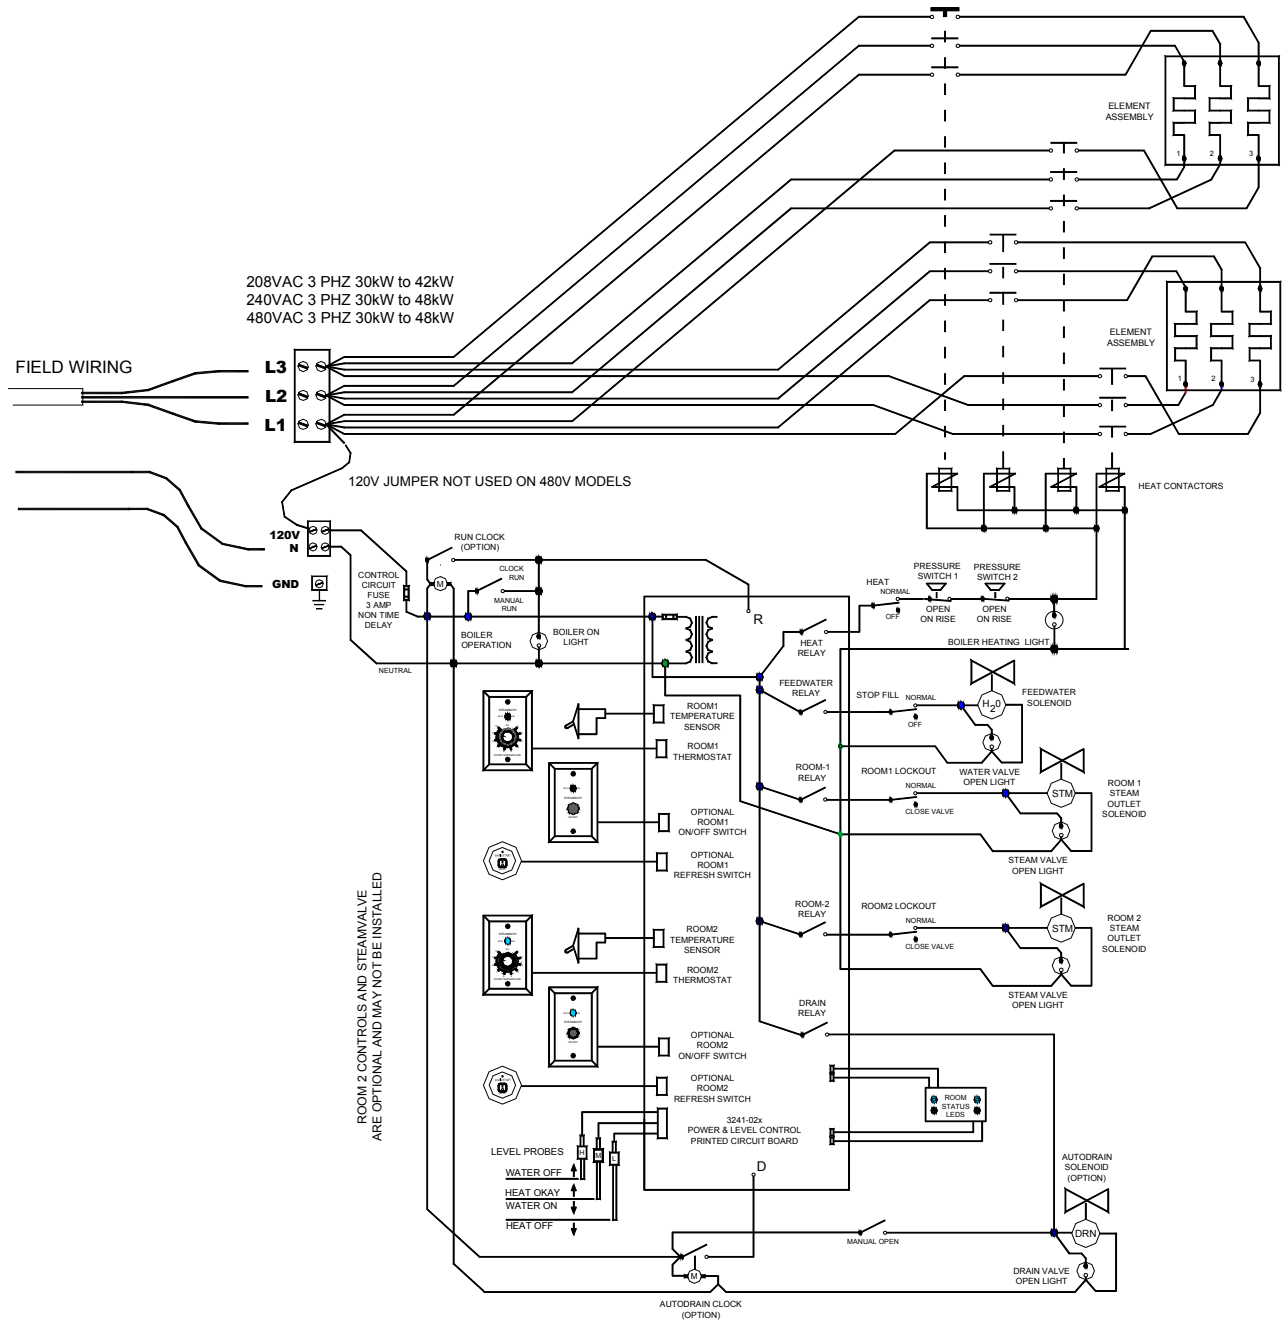 ELEMENT
ASSEMBLY
1
2
3
208VAC 3 PHZ 30kW to 42kW
240VAC 3 PHZ 30kW to 48kW
480VAC 3 PHZ 30kW to 48kW
FIELD WIRING
L3
L2
L1
ELEMENT
ASSEMBLY
1
2
3
120V JUMPER NOT USED ON 480V MODELS
HEAT CONTACTORS
120V
N
GND
CONTROL
CIRCUIT
FUSE
3 AMP
NON TIME
DELAY
RUN CLOCK
(OPTION)
M
CLOCK
RUN
MANUAL
RUN
BOILER
OPERATION
BOILER ON
LIGHT
NEUTRAL
R
HEAT
RELAY
HEAT
NORMAL
OFF
PRESSURE
SWITCH 1
OPEN
ON RISE
PRESSURE
SWITCH 2
OPEN
ON RISE
BOILER HEATING LIGHT
FEEDWATER
RELAY
STOP FILL
NORMAL
OFF
H20
FEEDWATER
SOLENOID
WATER VALVE
OPEN LIGHT
ROOM1
TEMPERATURE
SENSOR
ROOM1
THERMOSTAT
OPTIONAL
ROOM1
ON/OFF SWITCH
OPTIONAL
ROOM1
REFRESH SWITCH
ROOM-1
RELAY
ROOM1 LOCKOUT
NORMAL
CLOSE VALVE
STM
ROOM 1
STEAM
OUTLET
SOLENOID
STEAM VALVE
OPEN LIGHT
ROOM 2 CONTROLS AND STEAMVALVE
ARE OPTIONAL AND MAY NOT BE INSTALLED
ROOM2
TEMPERATURE
SENSOR
ROOM2
THERMOSTAT
OPTIONAL
ROOM2
ON/OFF SWITCH
OPTIONAL
ROOM2
REFRESH SWITCH
ROOM-2
RELAY
ROOM2 LOCKOUT
NORMAL
CLOSE VALVE
STM
ROOM 2
STEAM
OUTLET
SOLENOID
STEAM VALVE
OPEN LIGHT
DRAIN
RELAY
ROOM
STATUS
LEDS
3241-02x
POWER & LEVEL CONTROL
PRINTED CIRCUIT BOARD
LEVEL PROBES
H
M
L
WATER OFF
HEAT OKAY
WATER ON
HEAT OFF
D
MANUAL OPEN
AUTODRAIN
SOLENOID
(OPTION)
DRN
DRAIN VALVE
OPEN LIGHT
M
AUTODRAIN CLOCK
(OPTION)